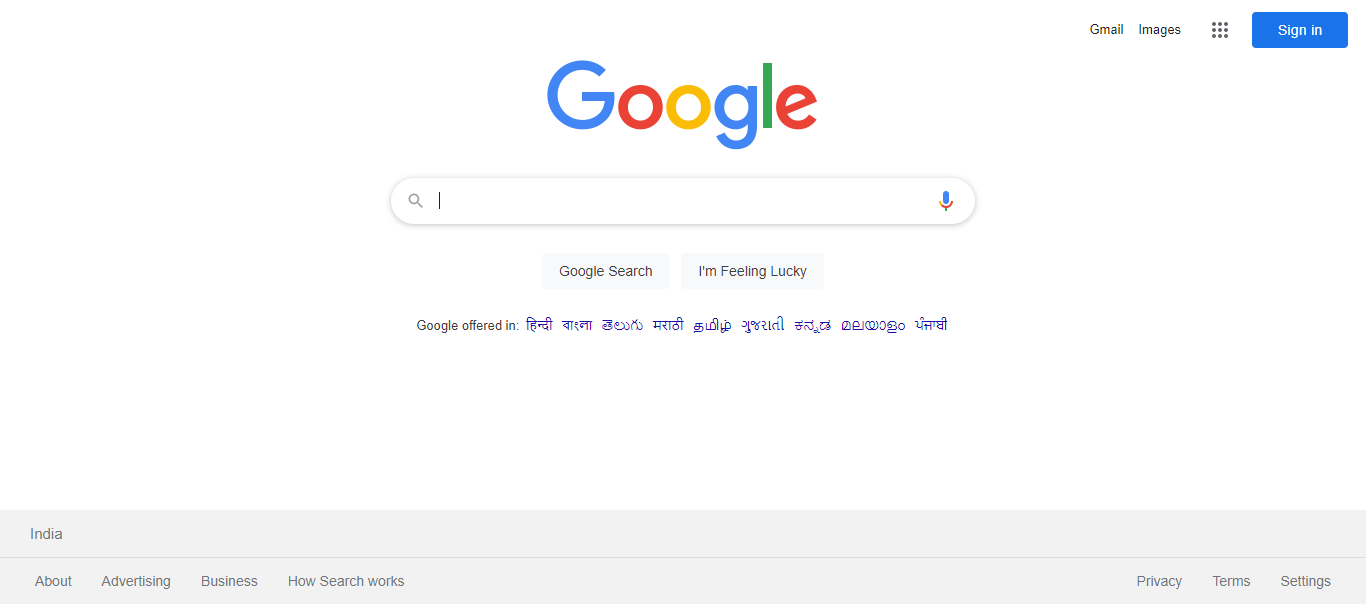 Gmail Images Sign in
Google
Google Search I'm Feeling Lucky
Google offered in: हिन्दी বাংলা తెలుగు मराठी தமிழ் ગુજરાતી ಕನ್ನಡ മലയാളം ਪੰਜਾਬੀ
India
About Advertising Business How Search works Privacy Terms Settings